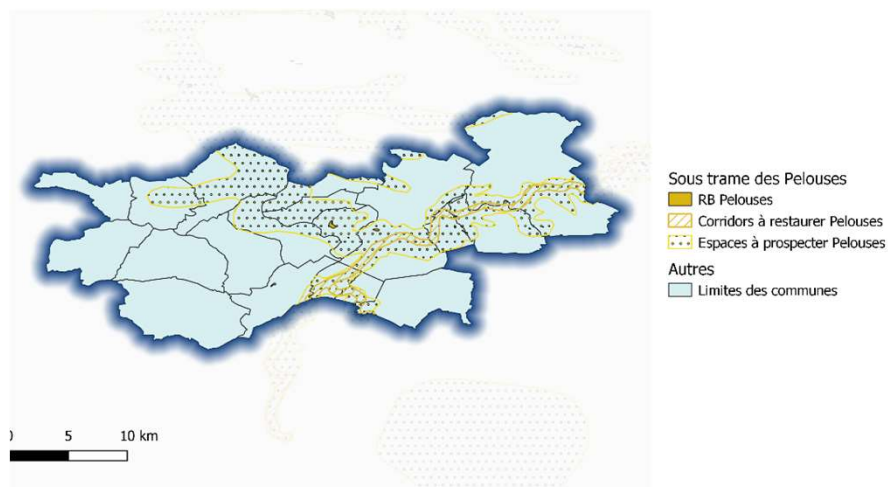 Sous trame des Pelouses
RB Pelouses
Corridors à restaurer Pelouses
Espaces à prospecter Pelouses
Autres
Limites des communes
5 10 km